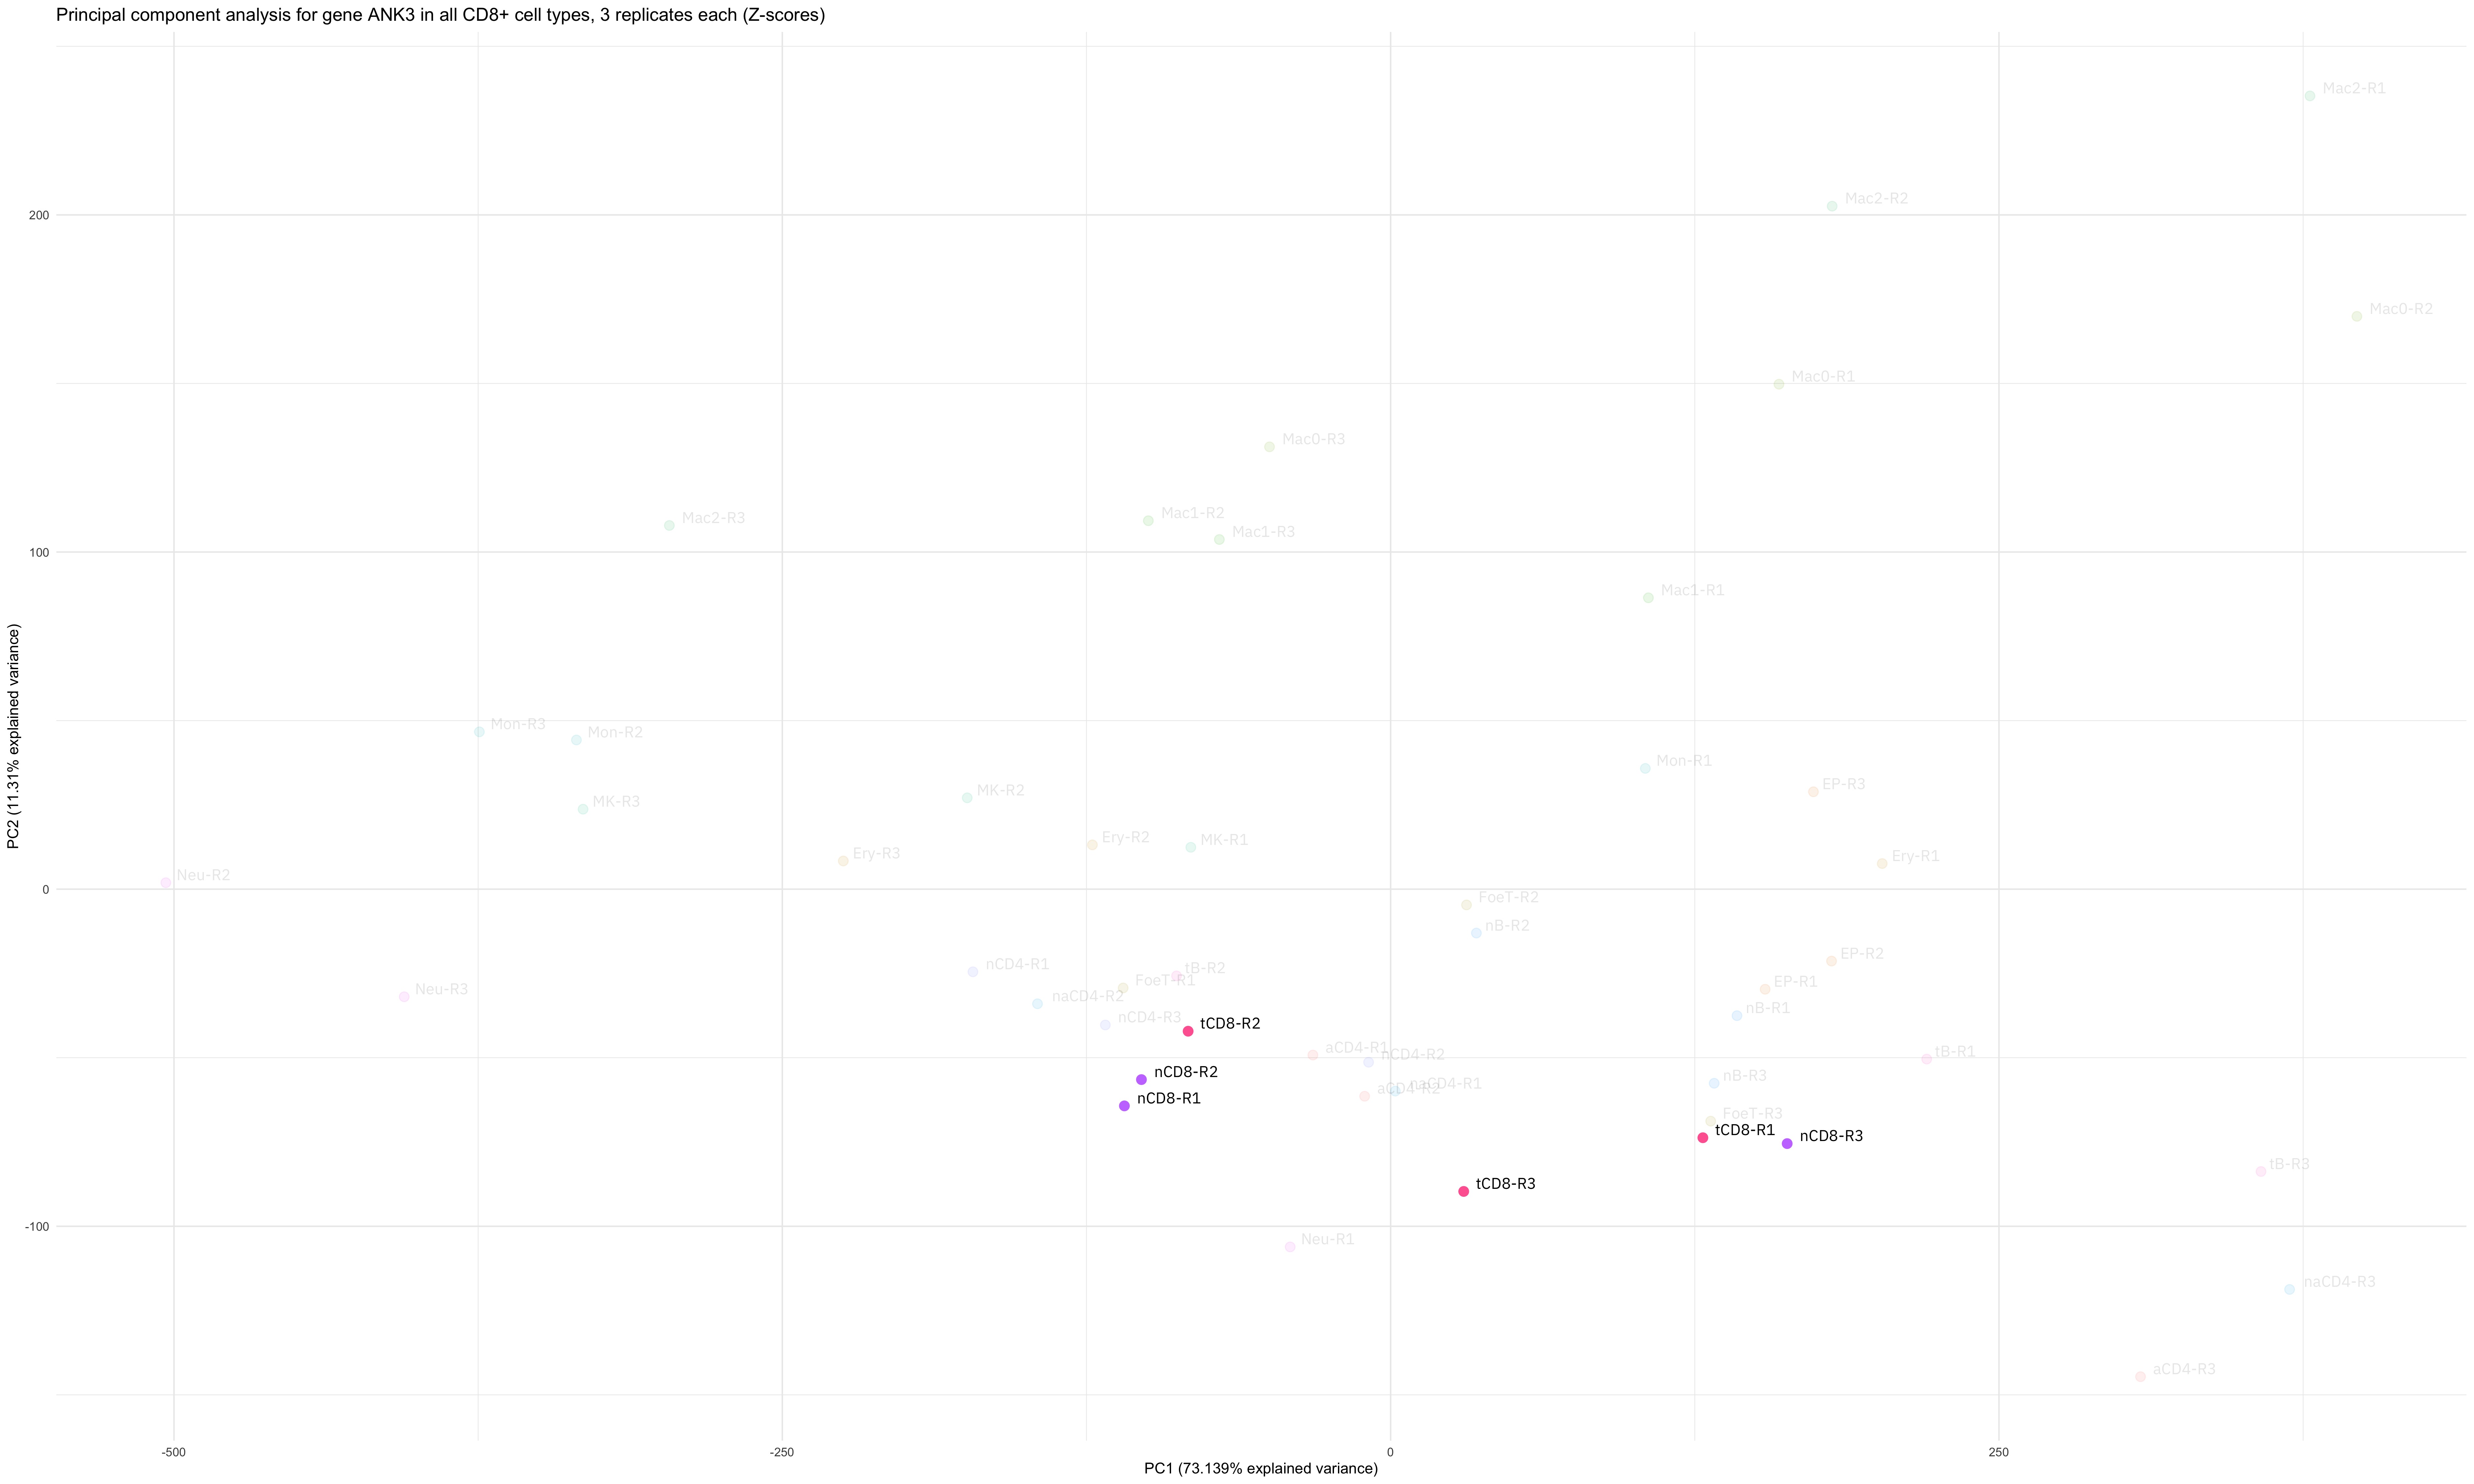 Principal component analysis for gene ANK3 in all CD8+ cell types, 3 replicates each (Z-scores)
Mac2-R1
Mac2-R2
200
Mac0-R2
Mac0-R1
Mac0-R3
Mac2-R3
Mac1-R2
Mac1-R3
100
Mac1-R1
PC2 (11.31% explained variance)
Mon-R3
Mon-R2
Mon-R1
EP-R3
MK-R2
MK-R3
Ery-R2
MK-R1
Ery-R3
Ery-R1
Neu-R2
0
FoeT-R2
nB-R2
EP-R2
nCD4-R1
tB-R2
FoeT-R1
EP-R1
Neu-R3
naCD4-R2
nB-R1
nCD4-R3
tCD8-R2
aCD4-R1
nCD4-R2
tB-R1
nCD8-R2
nB-R3
naCD4-R1
aCD4-R2
nCD8-R1
FoeT-R3
tCD8-R1
nCD8-R3
tB-R3
tCD8-R3
-100
Neu-R1
naCD4-R3
aCD4-R3
-500
-250
0
250
PC1 (73.139% explained variance)